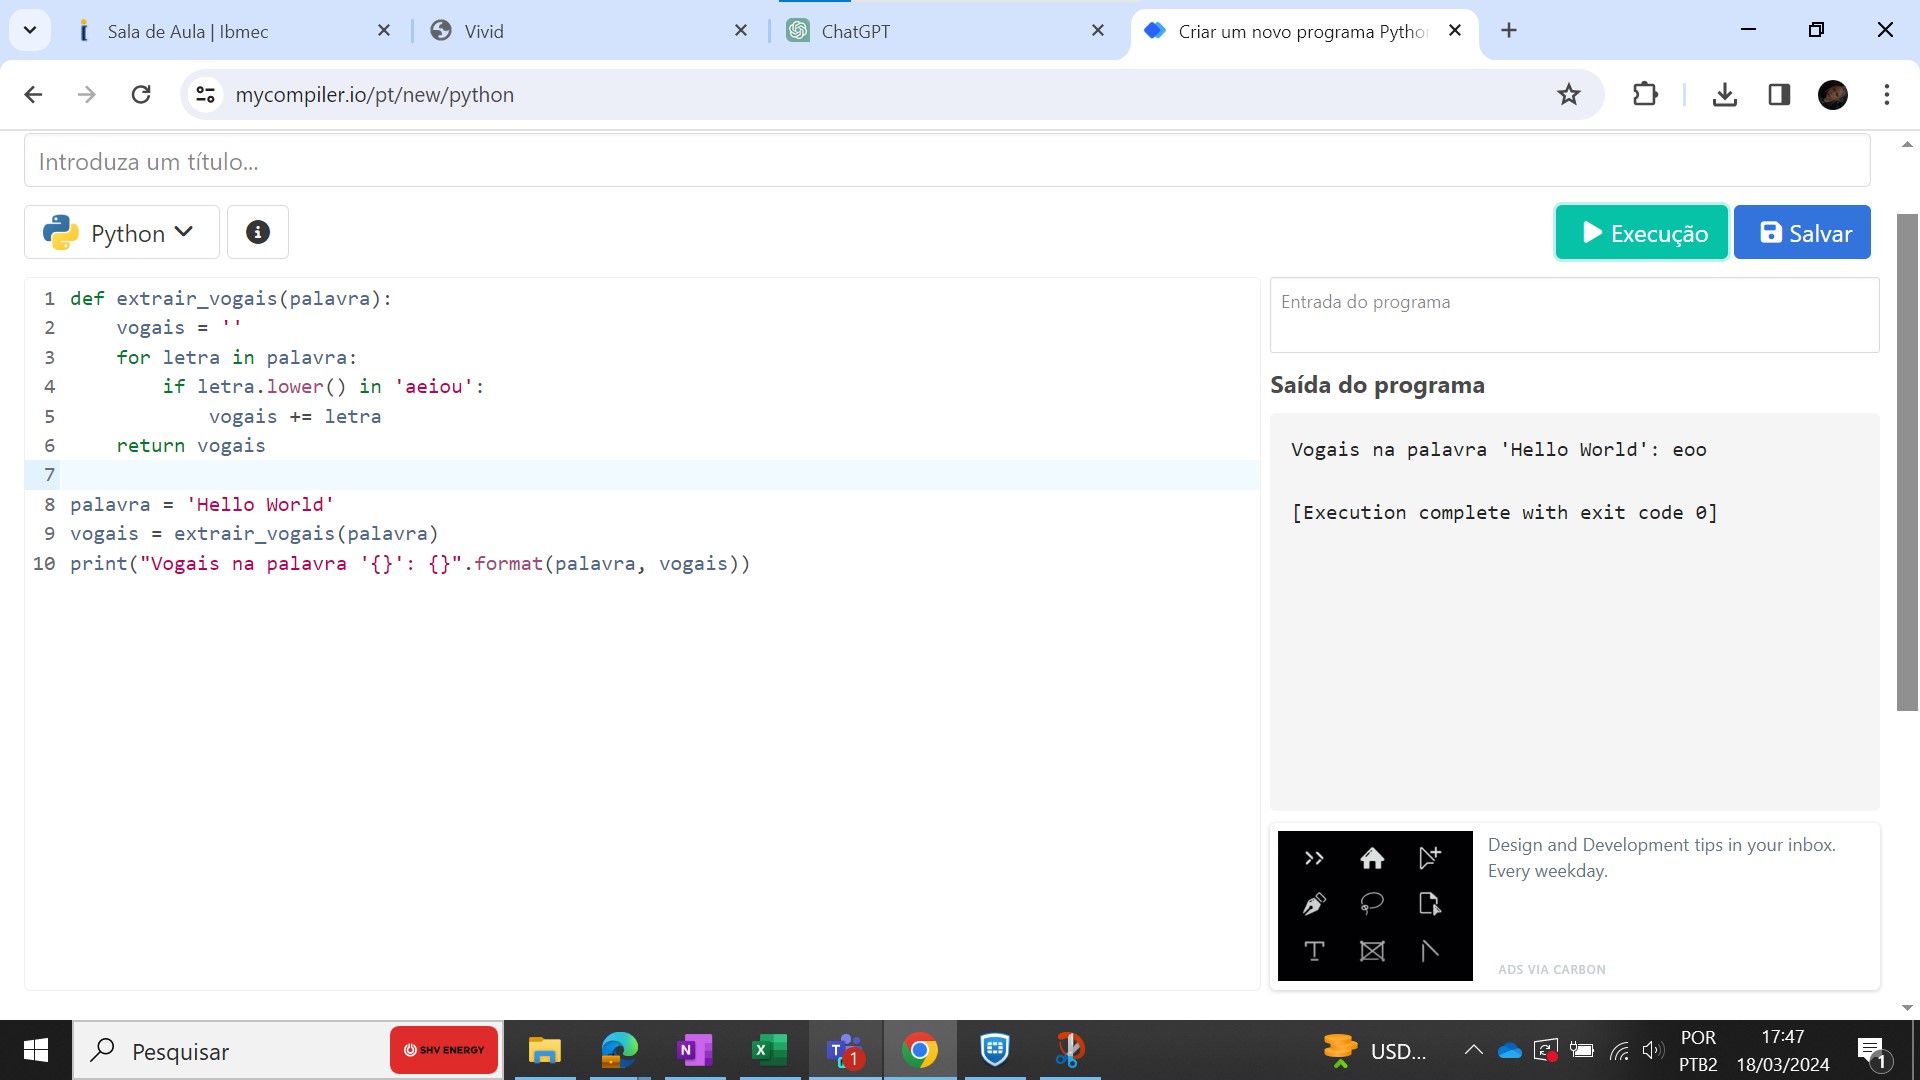 Sala de Aula | Ibmec
Vivid
ChatGPT
Criar um novo programa Pytho
mycompiler.io/pt/new/python
Introduza um título...
Python
Execução
Salvar
1 def extrair_vogais(palavra):
2     vogais = ''
3     for letra in palavra:
4         if letra.lower() in 'aeiou':
5             vogais += letra
6     return vogais
7
8 palavra = 'Hello World'
9 vogais = extrair_vogais(palavra)
10 print("Vogais na palavra '{}': {}".format(palavra, vogais))
Entrada do programa
Saída do programa
Vogais na palavra 'Hello World': eoo
[Execution complete with exit code 0]
Design and Development tips in your inbox.
Every weekday.
ADS VIA CARBON
Pesquisar
SHV ENERGY
1
USD...
POR
PTB2
17:47
18/03/2024
1